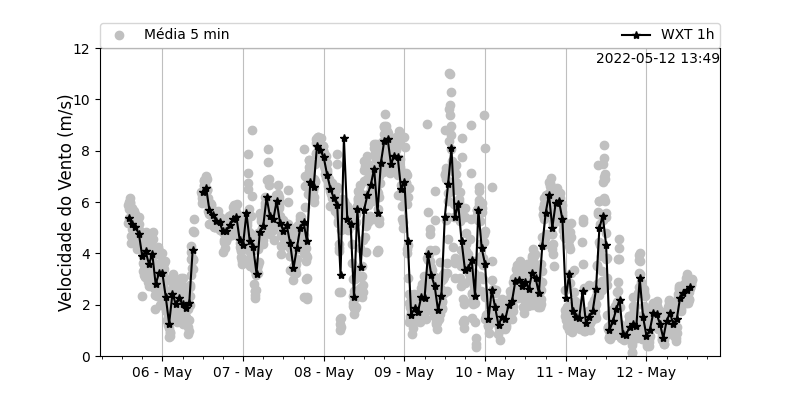 Média 5 min
WXT 1h
2022-05-12 13:49
Velocidade do Vento (m/s)
12
10
8
6
4
2
0
06 - May
07 - May
08 - May
09 - May
10 - May
11 - May
12 - May